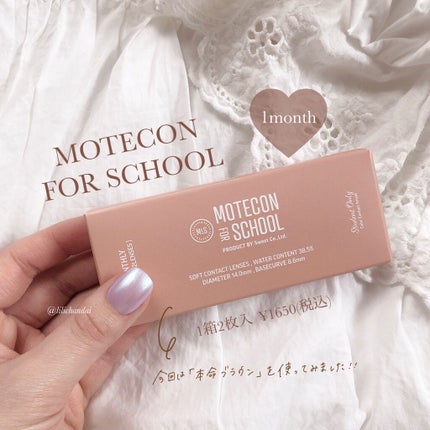 MOTECON
FOR SCHOOL
1month
MOTECON
FOR
SCHOOL
NLS
PRODUCT BY Sweet Co.,Ltd.
SOFT CONTACT LENSES , WATER CONTENT 38.5%
DIAMETER 14.0mm , BASECURVE 8.6mm
Student Only
@lilichandai
1箱2枚入 ¥1650(税込)
今回は「本命ブラウン」を使ってみました!!